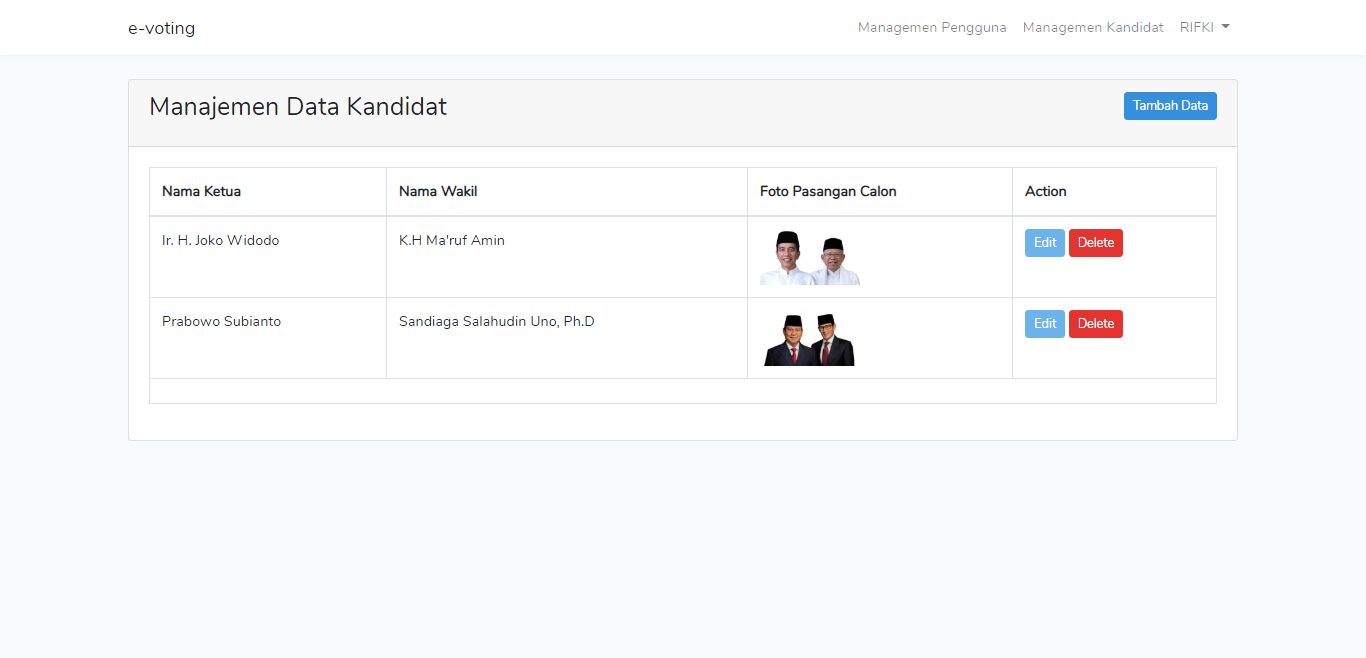 e-voting Managemen Pengguna Managemen Kandidat RIFKI
Manajemen Data Kandidat Tambah Data
Nama Ketua Nama Wakil Foto Pasangan Calon Action
Ir. H. Joko Widodo K.H Ma'ruf Amin Edit Delete
Prabowo Subianto Sandiaga Salahudin Uno, Ph.D Edit Delete